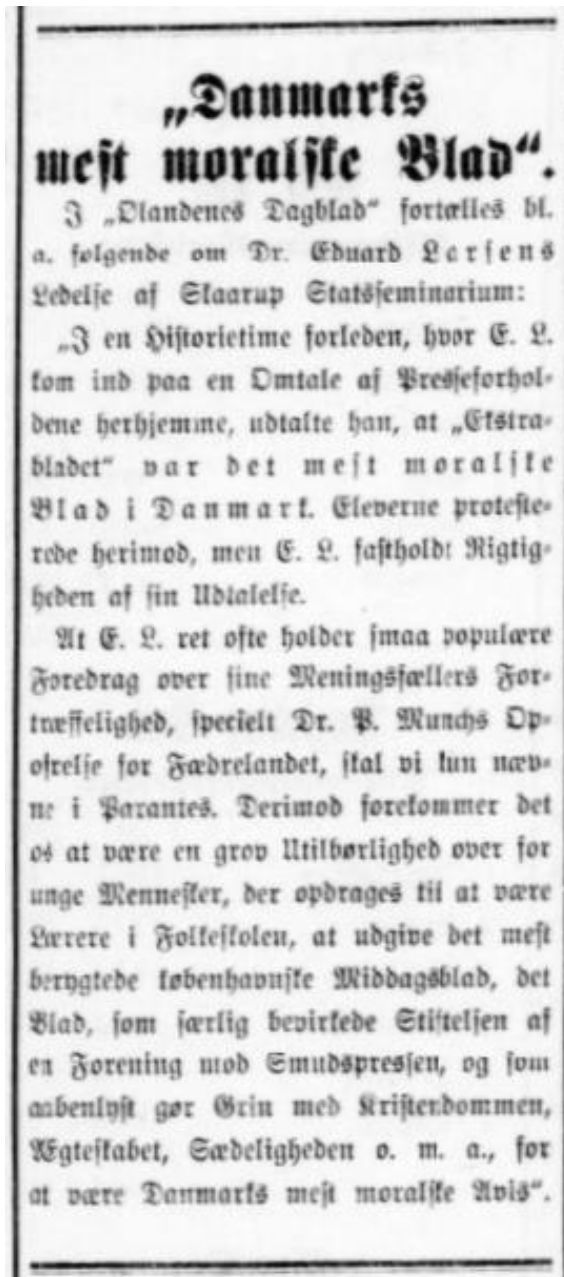 „Danmarks
mest moralske Blad“.
I „Ølandenes Dagblad“ fortælles bl.
a. følgende om Dr. Eduard Larsens
Ledelse af Skaarup Statsseminarium:
„I en Historietime forleden, hvor E. L.
kom ind paa en Omtale af Presseforhol-
dene herhjemme, udtalte han, at „Ekstra-
bladet“ var det mest moralske
Blad i Danmark. Eleverne proteste-
rede herimod, men E. L. fastholdt Rigtig-
heden af sin Udtalelse.
At E. L. ret ofte holder smaa populære
Foredrag over sine Meningsfællers For-
træffelighed, specielt Dr. P. Munchs Op-
ofrelse for Fædrelandet, skal vi kun næv-
ne i Parantes. Derimod forekommer det
os at være en grov Utilbørlighed over for
unge Mennesker, der opdrages til at være
Lærere i Folkeskolen, at udgive det mest
berygtede københavnske Middagsblad, det
Blad, som særlig bevirkede Stiftelsen af
en Forening mod Smudspressen, og som
aabenlyst gør Grin med Kristendommen,
Ægteskabet, Sædeligheden o. m. a., for
at være Danmarks mest moralske Avis“.